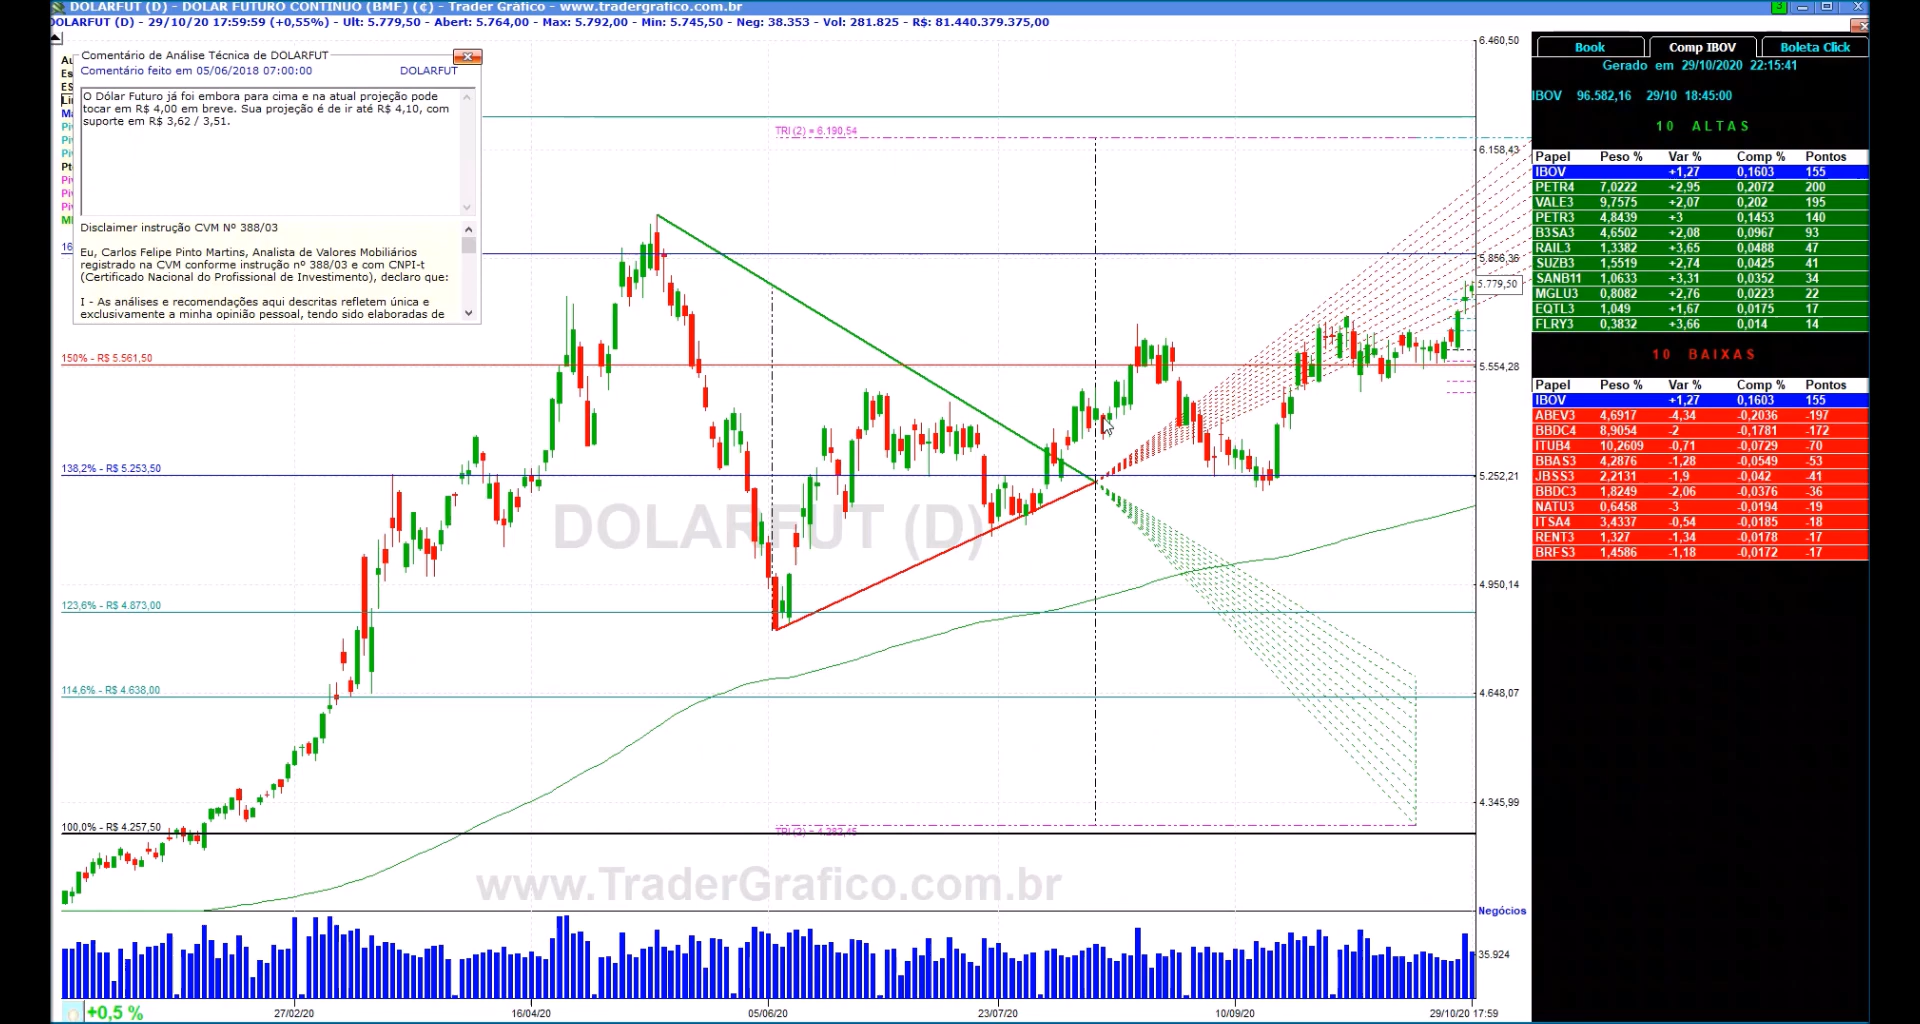 DOLARFUT (D) - DOLAR FUTURO CONTINUO (BMF) (¢) - Trader Gráfico - www.tradergrafico.com.br
DOLARFUT (D) - 29/10/20 17:59:59 (+0,55%) - Ult: 5.779,50 - Abert: 5.764,00 - Max: 5.792,00 - Min: 5.745,50 - Neg: 38.353 - Vol: 281.825 - R$: 81.440.379.375,00
3
Comentário de Análise Técnica de DOLARFUT
Comentário feito em 05/06/2018 07:00:00 DOLARFUT
O Dólar Futuro já foi embora para cima e na atual projeção pode
tocar em R$ 4,00 em breve. Sua projeção é de ir até R$ 4,10, com
suporte em R$ 3,62 / 3,51.
Disclaimer instrução CVM Nº 388/03
Eu, Carlos Felipe Pinto Martins, Analista de Valores Mobiliários
registrado na CVM conforme instrução nº 388/03 e com CNPI-t
(Certificado Nacional do Profissional de Investimento), declaro que:
I - As análises e recomendações aqui descritas refletem única e
exclusivamente a minha opinião pessoal, tendo sido elaboradas de
TRI (2) = 6.190,54
150% - R$ 5.561,50
138,2% - R$ 5.253,50
123,6% - R$ 4.873,00
114,6% - R$ 4.638,00
100,0% - R$ 4.257,50
TRI (2) = 4.282,45
DOLARFUT (D)
www.TraderGrafico.com.br
6.460,50
6.158,43
5.856,36
5.779,50
5.554,28
5.252,21
4.950,14
4.648,07
4.345,99
Negócios
35.924
+0,5 %
27/02/20 16/04/20 05/06/20 23/07/20 10/09/20 29/10/20 17:59
Book Comp IBOV Boleta Click
Gerado em 29/10/2020 22:15:41
IBOV 96.582,16 29/10 18:45:00
10 ALTAS
Papel Peso % Var % Comp % Pontos
IBOV +1,27 0,1603 155
PETR4 7,0222 +2,95 0,2072 200
VALE3 9,7575 +2,07 0,202 195
PETR3 4,8439 +3 0,1453 140
B3SA3 4,6502 +2,08 0,0967 93
RAIL3 1,3382 +3,65 0,0488 47
SUZB3 1,5519 +2,74 0,0425 41
SANB11 1,0633 +3,31 0,0352 34
MGLU3 0,8082 +2,76 0,0223 22
EQTL3 1,049 +1,67 0,0175 17
FLRY3 0,3832 +3,66 0,014 14
10 BAIXAS
Papel Peso % Var % Comp % Pontos
IBOV +1,27 0,1603 155
ABEV3 4,6917 -4,34 -0,2036 -197
BBDC4 8,9054 -2 -0,1781 -172
ITUB4 10,2609 -0,71 -0,0729 -70
BBAS3 4,2876 -1,28 -0,0549 -53
JBSS3 2,2131 -1,9 -0,042 -41
BBDC3 1,8249 -2,06 -0,0376 -36
NATU3 0,6458 -3 -0,0194 -19
ITSA4 3,4337 -0,54 -0,0185 -18
RENT3 1,327 -1,34 -0,0178 -17
BRFS3 1,4586 -1,18 -0,0172 -17